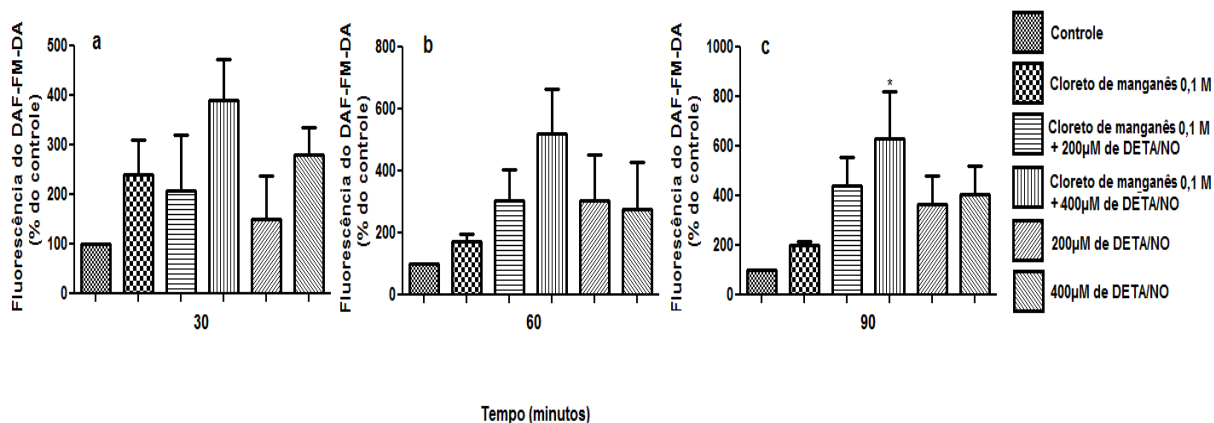 a
Fluorescência do DAF-FM-DA
(% do controle)
500
400
300
200
100
0
30
b
Fluorescência do DAF-FM-DA
(% do controle)
800
600
400
200
0
60
c
Fluorescência do DAF-FM-DA
(% do controle)
1000
800
600
400
200
0
*
90
Tempo (minutos)
Controle
Cloreto de manganês 0,1 M
Cloreto de manganês 0,1 M
+ 200µM de DETA/NO
Cloreto de manganês 0,1 M
+400µM de DETA/NO
200µM de DETA/NO
400µM de DETA/NO